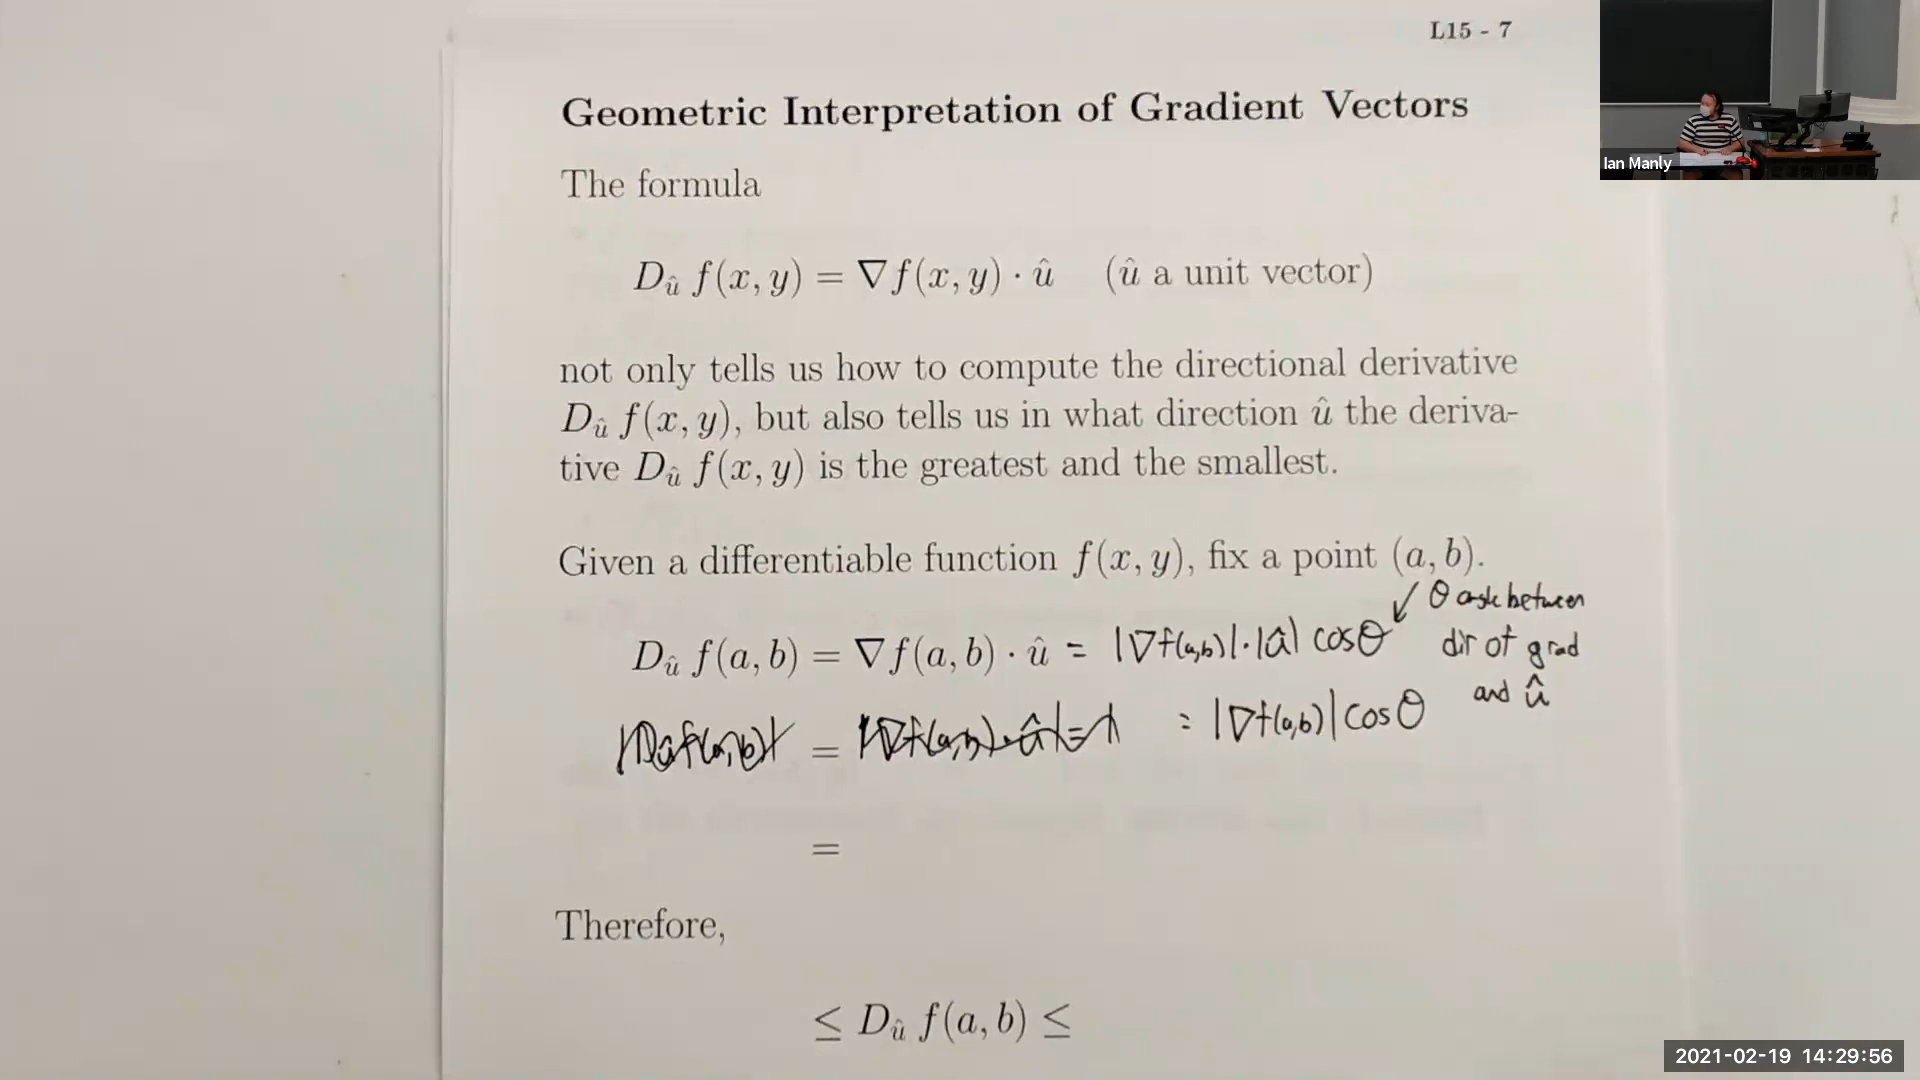 L15 - 7
Ian Manly
Geometric Interpretation of Gradient Vectors
The formula
D_û f(x, y) = ∇f(x, y) · û (û a unit vector)
not only tells us how to compute the directional derivative
D_û f(x, y), but also tells us in what direction û the deriva-
tive D_û f(x, y) is the greatest and the smallest.
Given a differentiable function f(x, y), fix a point (a, b).
D_û f(a, b) = ∇f(a, b) · û = |∇f(a,b)|·|û| cosθ
↙ θ angle between
dir of grad
and û
|D_û f(a,b)| = |∇f(a,b)·û| =
= |∇f(a,b)| cosθ
=
Therefore,
≤ D_û f(a, b) ≤
2021-02-19 14:29:56